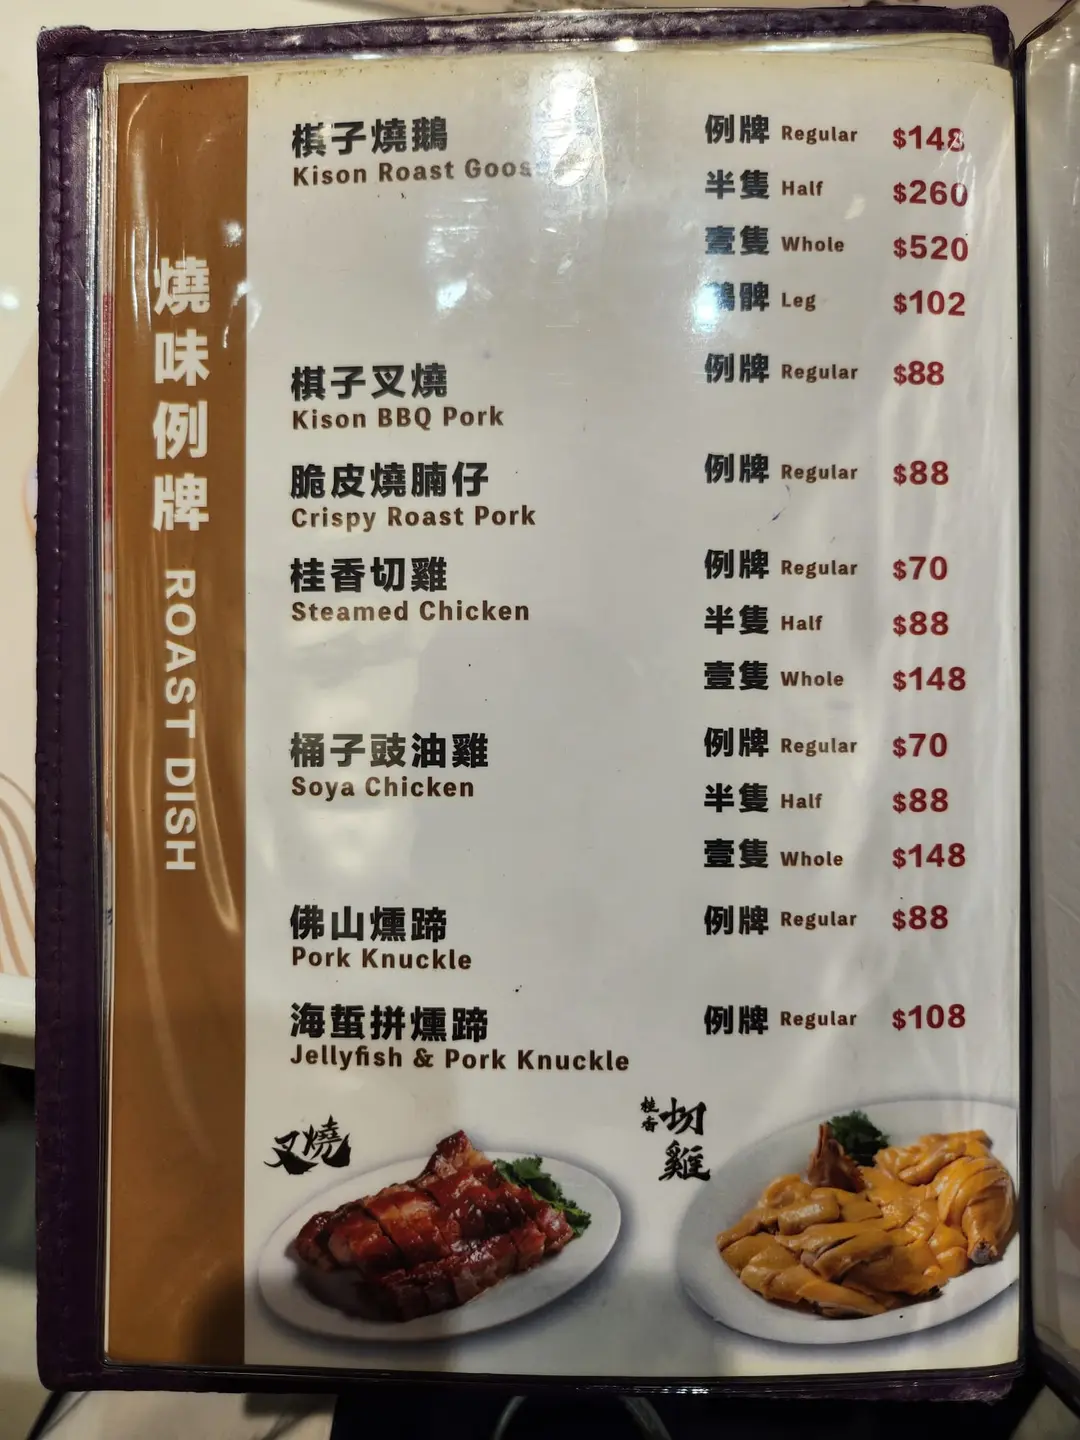 燒味例牌 ROAST DISH
棋子燒鵝 例牌 Regular $148
Kison Roast Goos
半隻 Half $260
壹隻 Whole $520
鵝髀 Leg $102
棋子叉燒 例牌 Regular $88
Kison BBQ Pork
脆皮燒腩仔 例牌 Regular $88
Crispy Roast Pork
桂香切雞 例牌 Regular $70
Steamed Chicken
半隻 Half $88
壹隻 Whole $148
桶子豉油雞 例牌 Regular $70
Soya Chicken
半隻 Half $88
壹隻 Whole $148
佛山燻蹄 例牌 Regular $88
Pork Knuckle
海蜇拼燻蹄 例牌 Regular $108
Jellyfish & Pork Knuckle
叉燒
桂香切雞